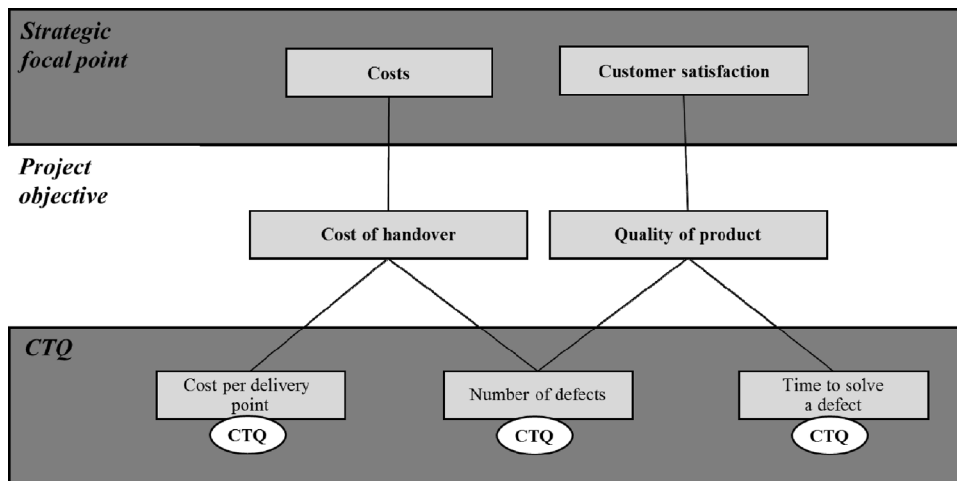 Strategic
focal point
Costs
Customer satisfaction
Project
objective
Cost of handover
Quality of product
CTQ
Cost per delivery
point
CTQ
Number of defects
CTQ
Time to solve
a defect
CTQ